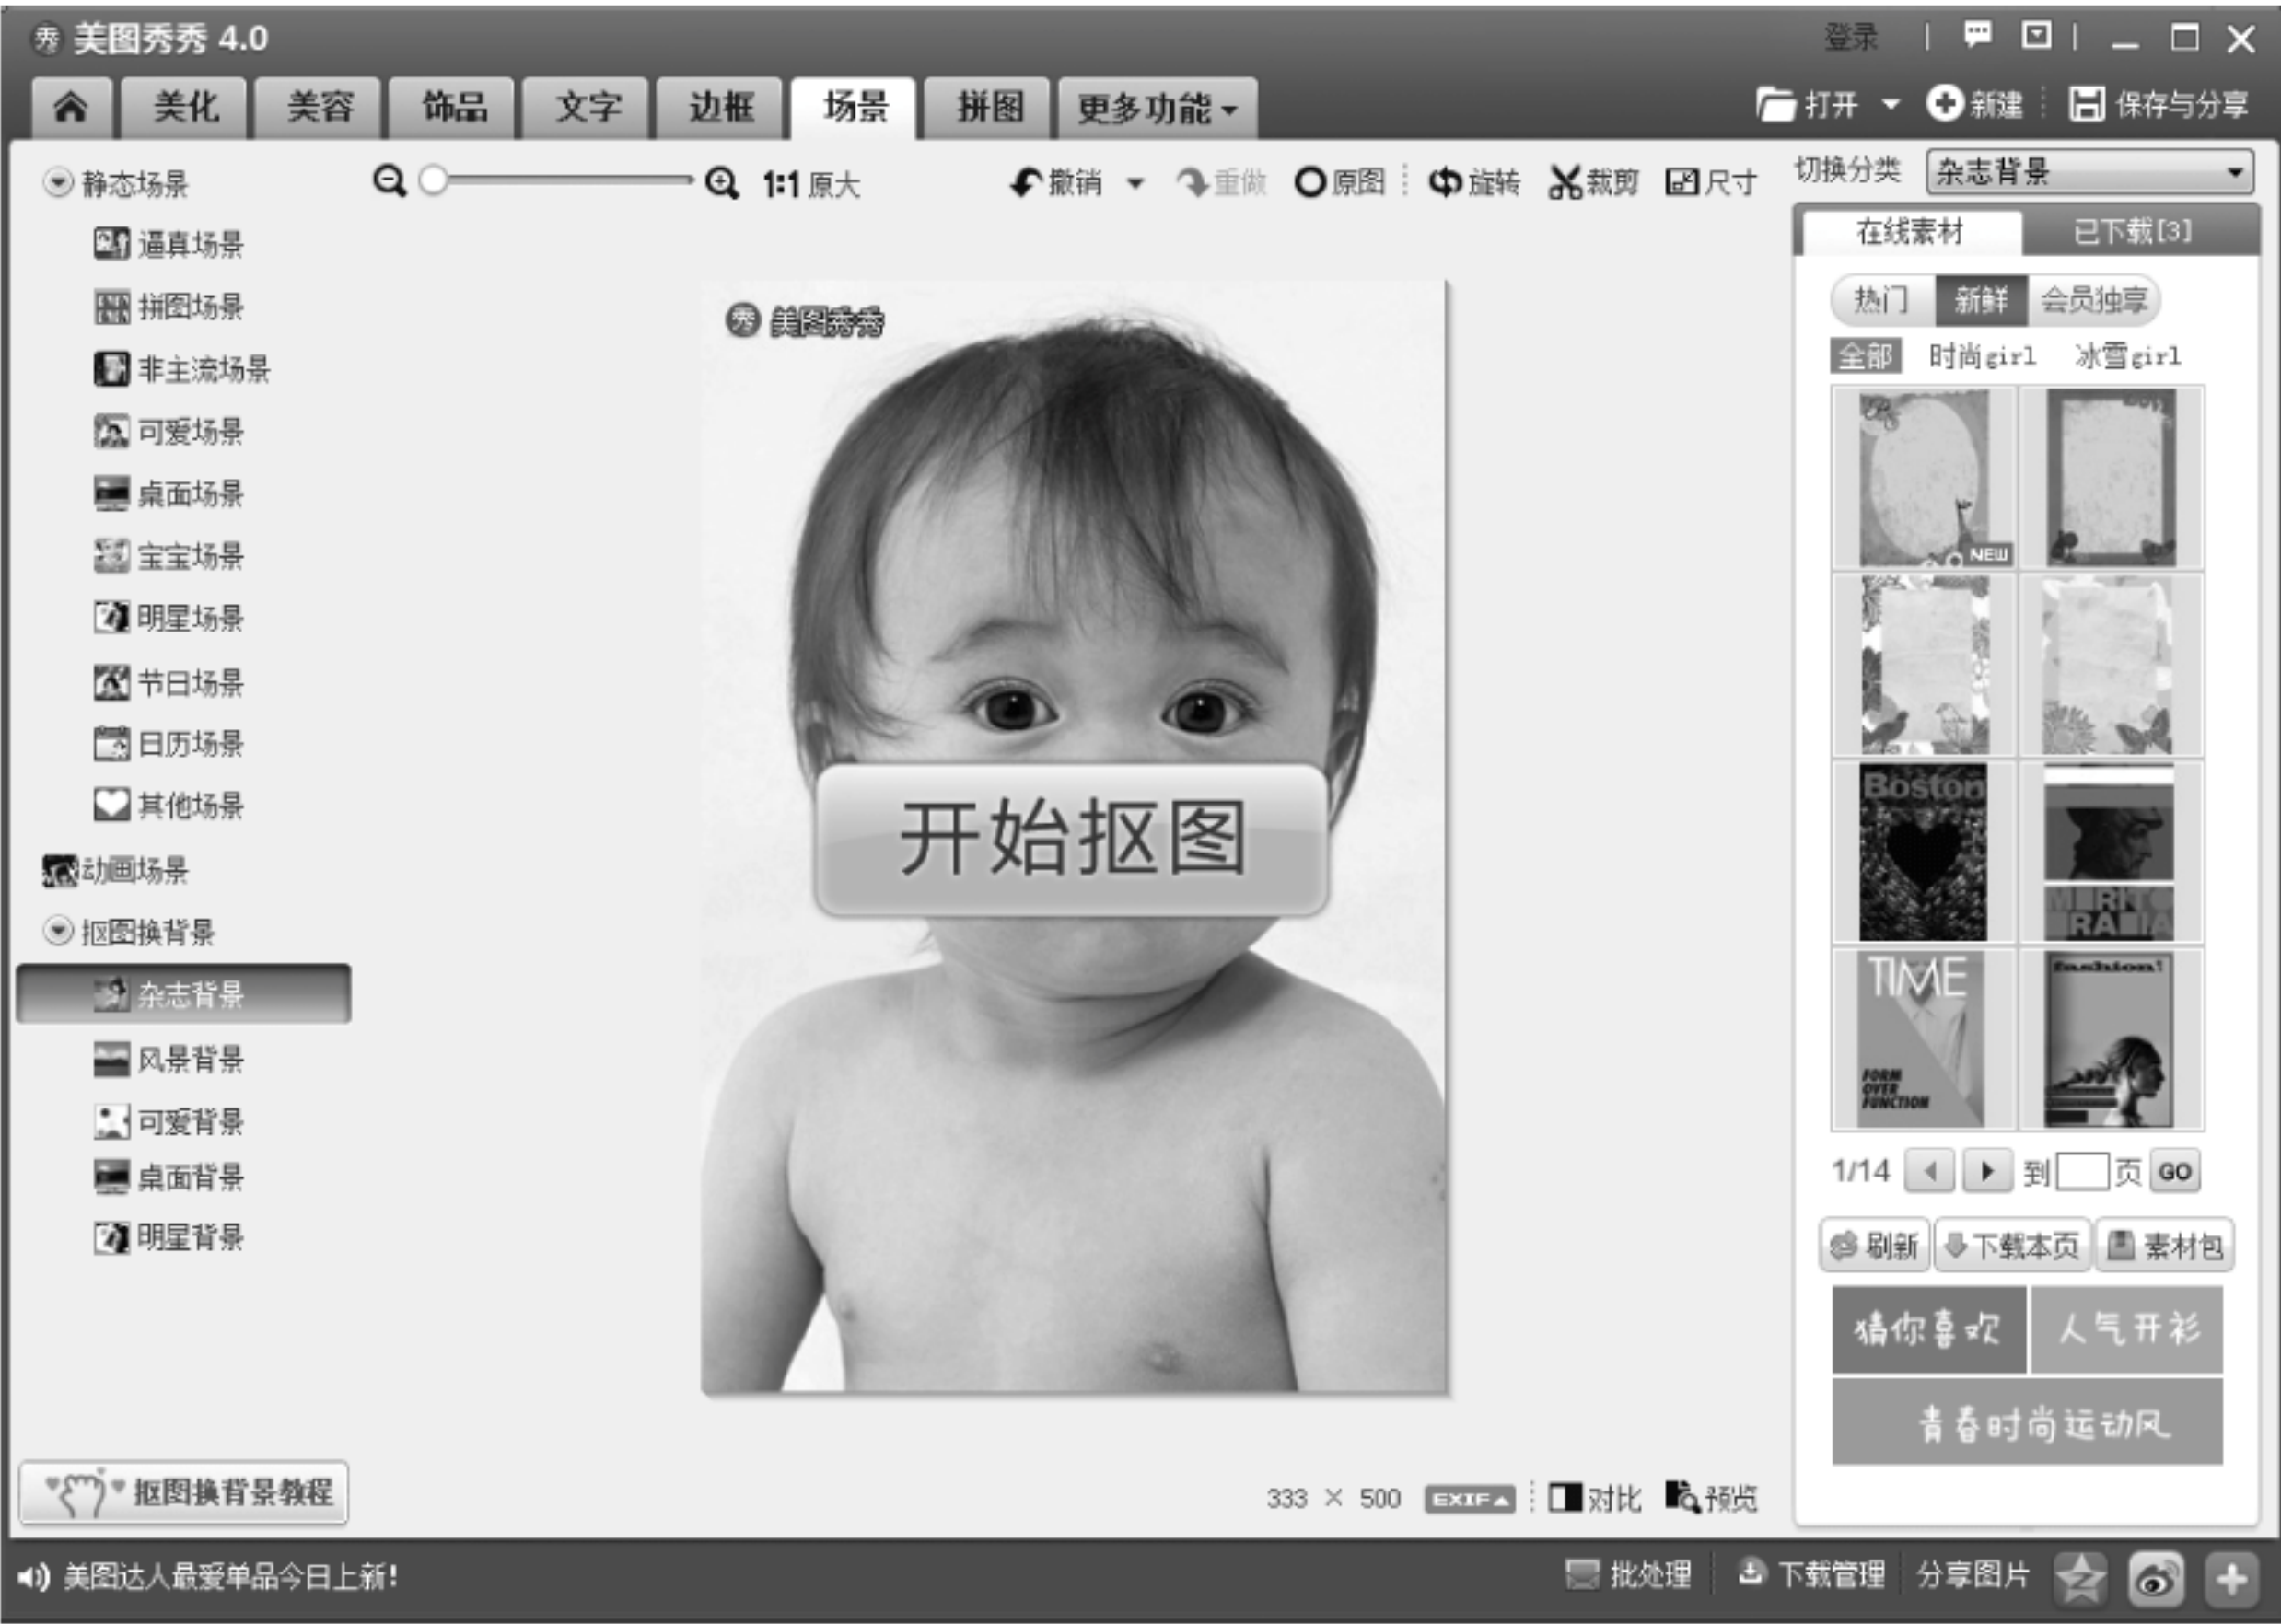 秀 美图秀秀 4.0
登录
美化 美容 饰品 文字 边框 场景 拼图 更多功能
打开 新建 保存与分享
静态场景
逼真场景
拼图场景
非主流场景
可爱场景
桌面场景
宝宝场景
明星场景
节日场景
日历场景
其他场景
动画场景
抠图换背景
杂志背景
风景背景
可爱背景
桌面背景
明星背景
抠图换背景教程
1:1 原大 撤销 重做 原图 旋转 裁剪 尺寸
秀 美图秀秀
开始抠图
333 × 500 EXIF 对比 预览
切换分类 杂志背景
在线素材 已下载[3]
热门 新鲜 会员独享
全部 时尚girl 冰雪girl
NEW
Boston
TIME
FORM
OVER
FUNCTION
fashion!
1/14 到 页 GO
刷新 下载本页 素材包
猜你喜欢 人气开衫
青春时尚运动风
美图达人最爱单品今日上新!
批处理 下载管理 分享图片